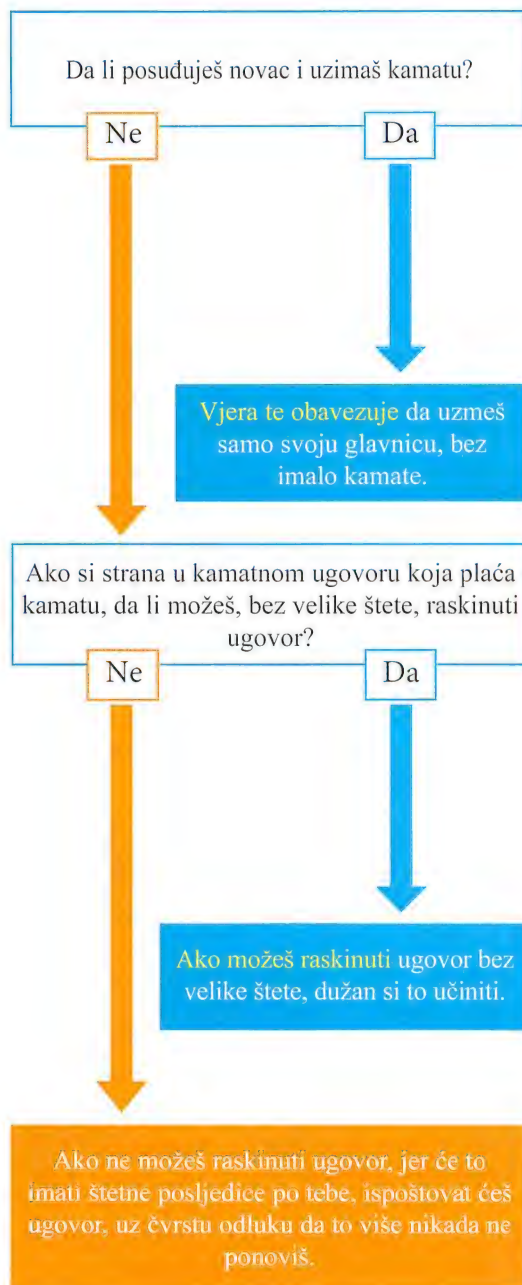 Da li posuđuješ novac i uzimaš kamatu?
Ne
Da
Vjera te obavezuje da uzmeš
samo svoju glavnicu, bez
imalo kamate.
Ako si strana u kamatnom ugovoru koja plaća
kamatu, da li možeš, bez velike štete, raskinuti
ugovor?
Ne
Da
Ako možeš raskinuti ugovor bez
velike štete, dužan si to učiniti.
Ako ne možeš raskinuti ugovor, jer će to
imati štetne posljedice po tebe, ispoštovat ćeš
ugovor, uz čvrstu odluku da to više nikada ne
ponoviš.